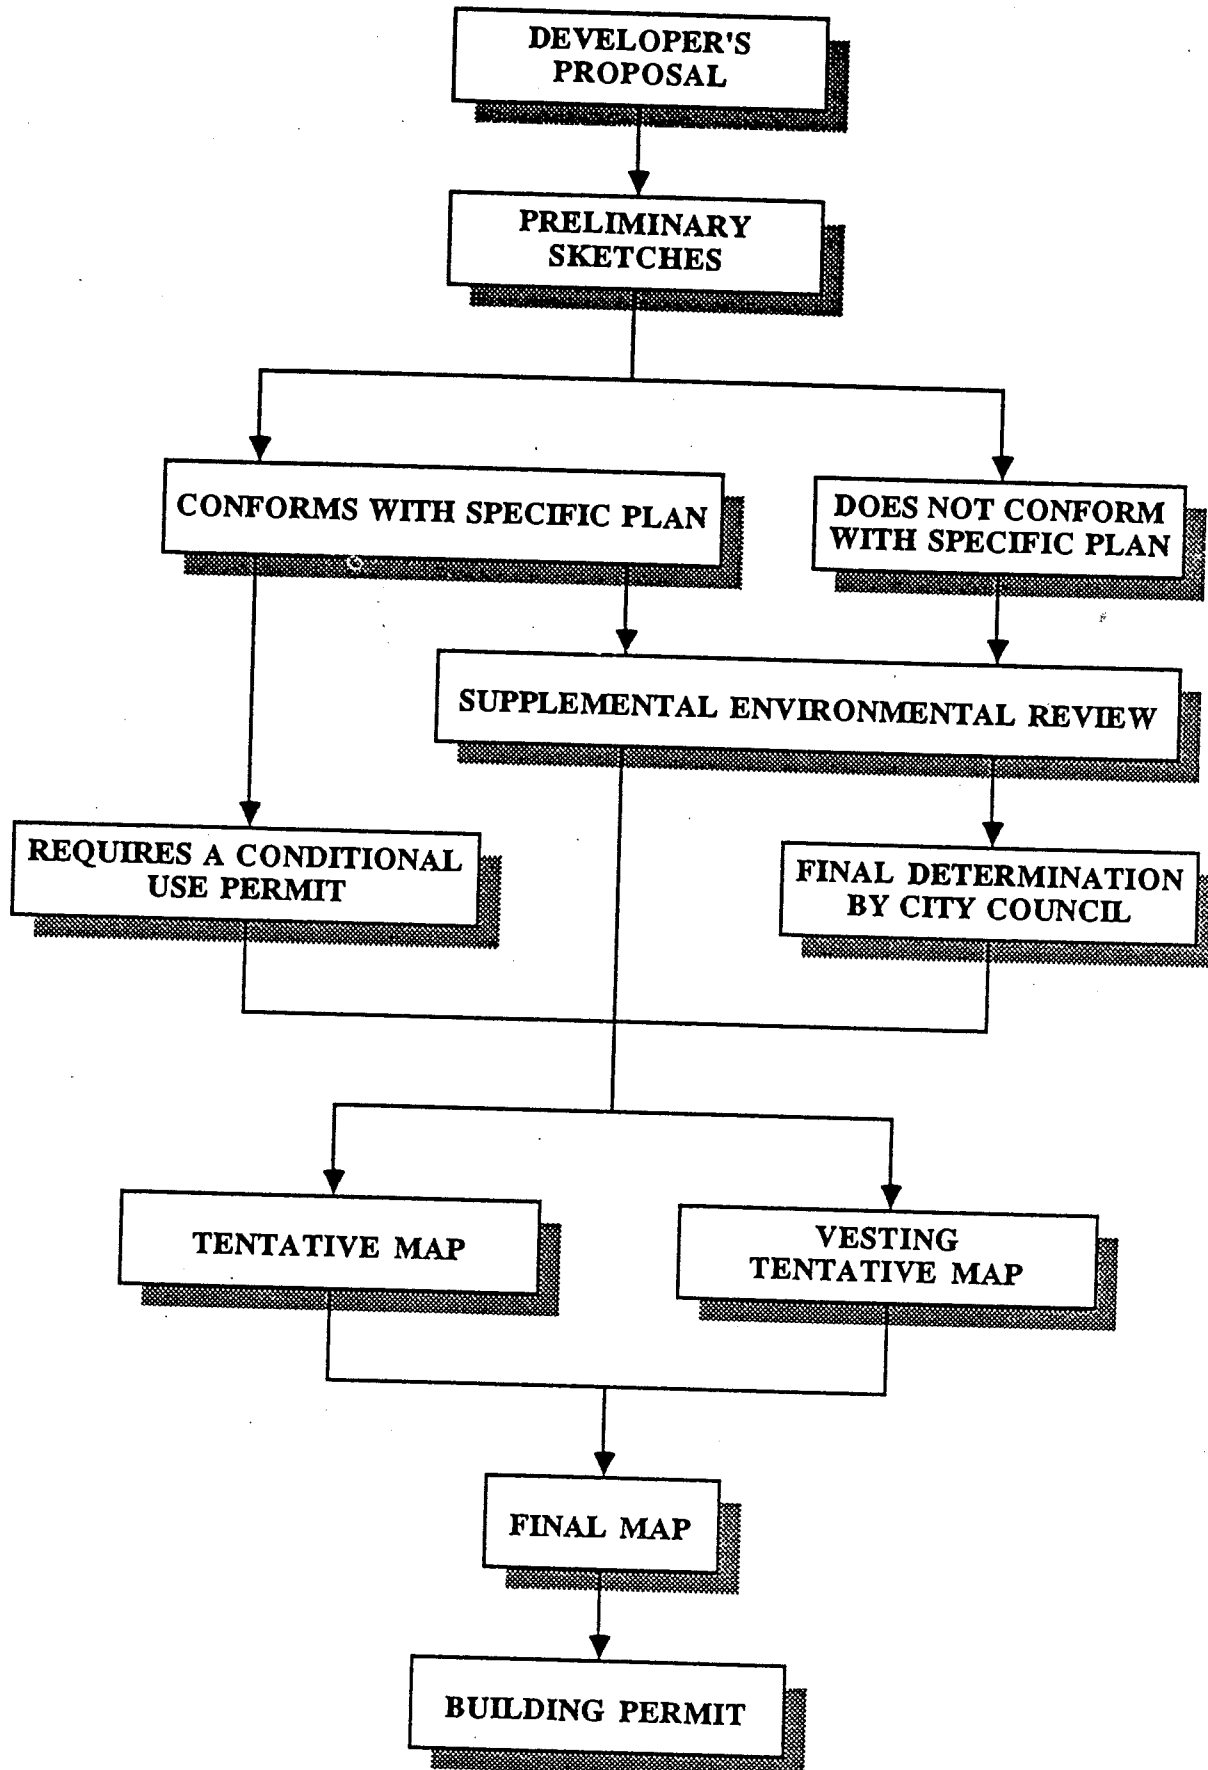 DEVELOPER'S
PROPOSAL
PRELIMINARY
SKETCHES
CONFORMS WITH SPECIFIC PLAN
DOES NOT CONFORM
WITH SPECIFIC PLAN
SUPPLEMENTAL ENVIRONMENTAL REVIEW
REQUIRES A CONDITIONAL
USE PERMIT
FINAL DETERMINATION
BY CITY COUNCIL
TENTATIVE MAP
VESTING
TENTATIVE MAP
FINAL MAP
BUILDING PERMIT